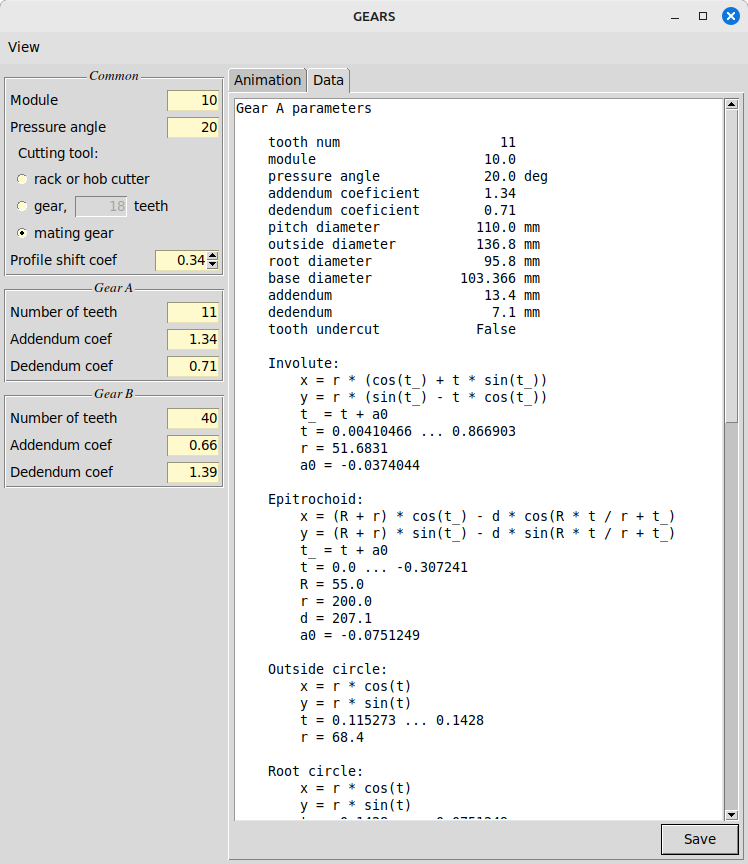 GEARS
View
Common
Module 10
Pressure angle 20
Cutting tool:
rack or hob cutter
gear, 18 teeth
mating gear
Profile shift coef 0.34
Gear A
Number of teeth 11
Addendum coef 1.34
Dedendum coef 0.71
Gear B
Number of teeth 40
Addendum coef 0.66
Dedendum coef 1.39
Animation Data
Gear A parameters
tooth num 11
module 10.0
pressure angle 20.0 deg
addendum coeficient 1.34
dedendum coeficient 0.71
pitch diameter 110.0 mm
outside diameter 136.8 mm
root diameter 95.8 mm
base diameter 103.366 mm
addendum 13.4 mm
dedendum 7.1 mm
tooth undercut False
Involute:
x = r * (cos(t_) + t * sin(t_))
y = r * (sin(t_) - t * cos(t_))
t_ = t + a0
t = 0.00410466 ... 0.866903
r = 51.6831
a0 = -0.0374044
Epitrochoid:
x = (R + r) * cos(t_) - d * cos(R * t / r + t_)
y = (R + r) * sin(t_) - d * sin(R * t / r + t_)
t_ = t + a0
t = 0.0 ... -0.307241
R = 55.0
r = 200.0
d = 207.1
a0 = -0.0751249
Outside circle:
x = r * cos(t)
y = r * sin(t)
t = 0.115273 ... 0.1428
r = 68.4
Root circle:
x = r * cos(t)
y = r * sin(t)
Save